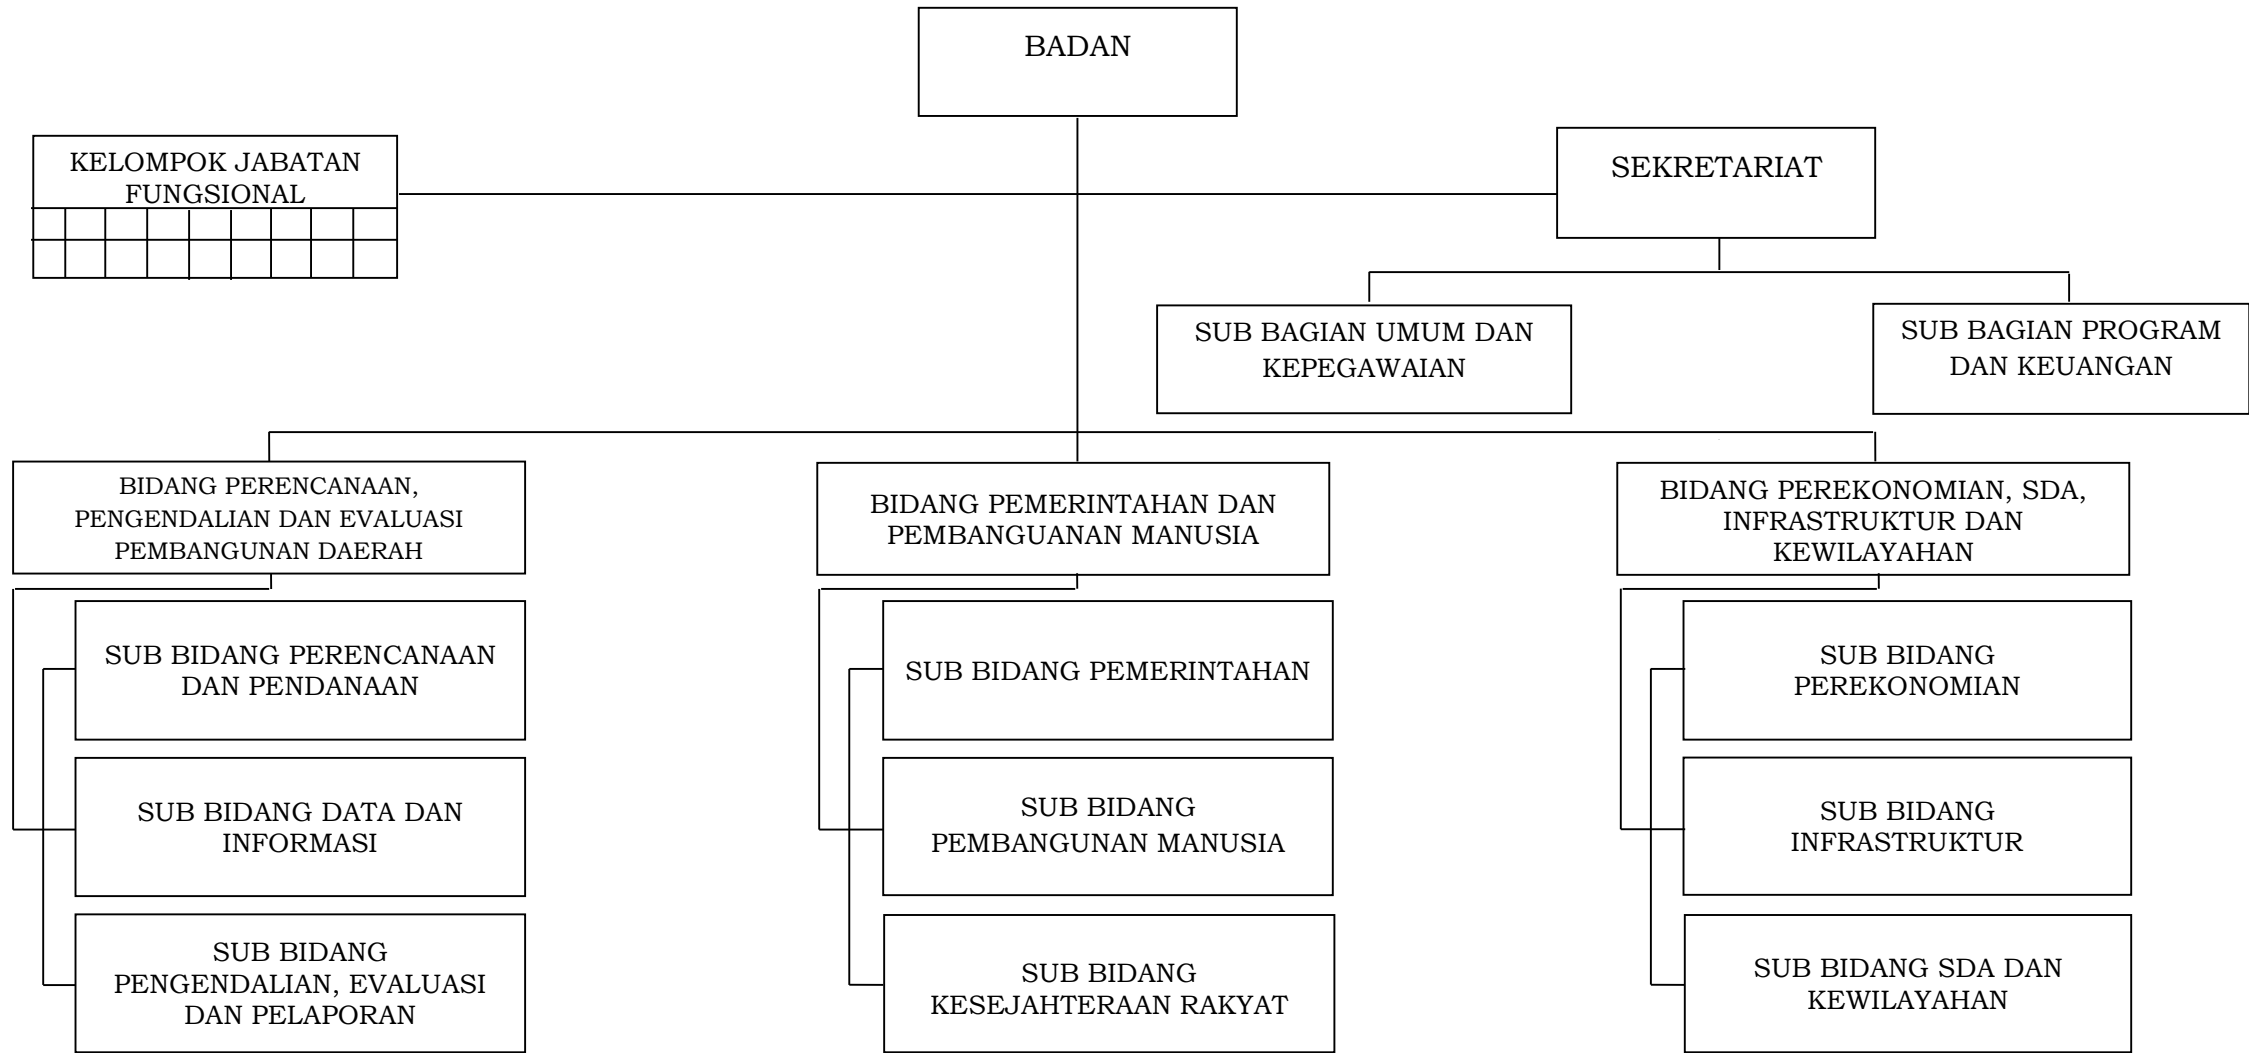 BADAN
KELOMPOK JABATAN
FUNGSIONAL
SEKRETARIAT
SUB BAGIAN UMUM DAN
KEPEGAWAIAN
SUB BAGIAN PROGRAM
DAN KEUANGAN
BIDANG PERENCANAAN,
PENGENDALIAN DAN EVALUASI
PEMBANGUNAN DAERAH
BIDANG PEMERINTAHAN DAN
PEMBANGUANAN MANUSIA
BIDANG PEREKONOMIAN, SDA,
INFRASTRUKTUR DAN
KEWILAYAHAN
SUB BIDANG PERENCANAAN
DAN PENDANAAN
SUB BIDANG PEMERINTAHAN
SUB BIDANG
PEREKONOMIAN
SUB BIDANG DATA DAN
INFORMASI
SUB BIDANG
PEMBANGUNAN MANUSIA
SUB BIDANG
INFRASTRUKTUR
SUB BIDANG
PENGENDALIAN, EVALUASI
DAN PELAPORAN
SUB BIDANG
KESEJAHTERAAN RAKYAT
SUB BIDANG SDA DAN
KEWILAYAHAN